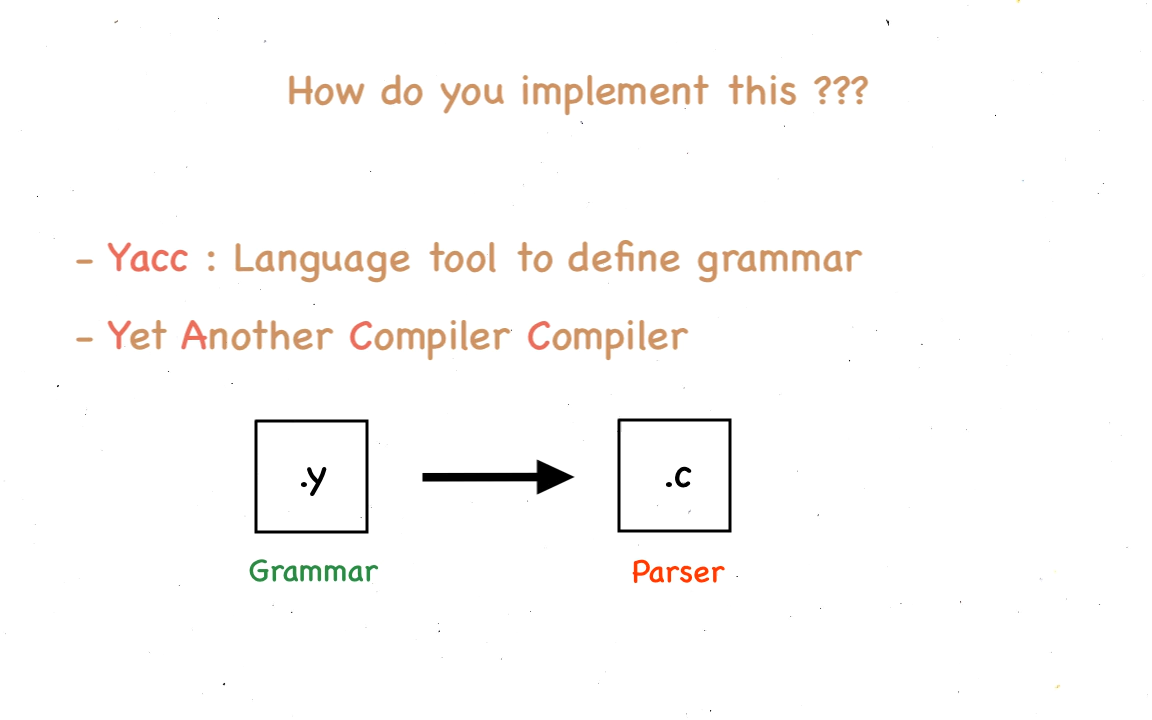 How do you implement this ???
- Yacc : Language tool to define grammar
- Yet Another Compiler Compiler
.y
.c
Grammar
Parser